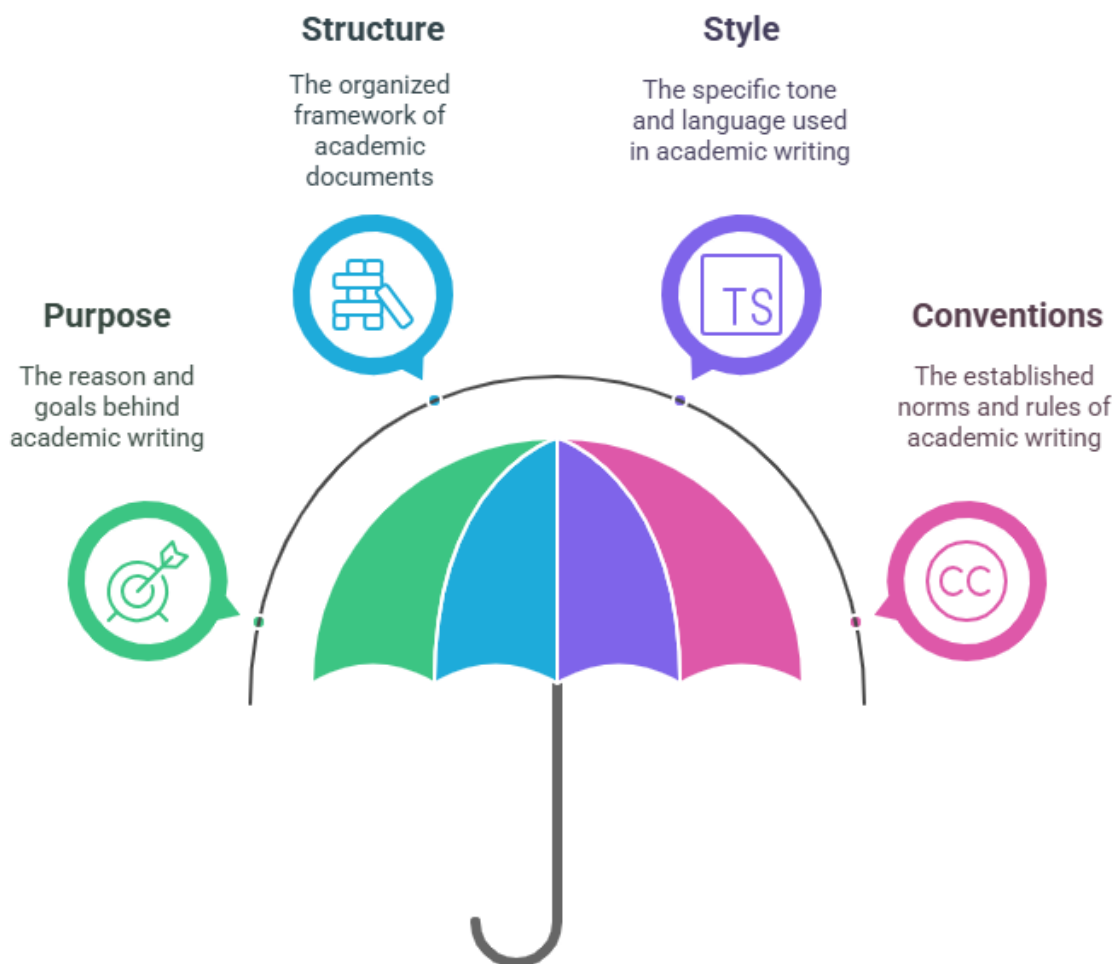 Structure
The organized
framework of
academic
documents
Style
The specific tone
and language used
in academic writing
TS
Purpose
The reason and
goals behind
academic writing
Conventions
The established
norms and rules of
academic writing
CC